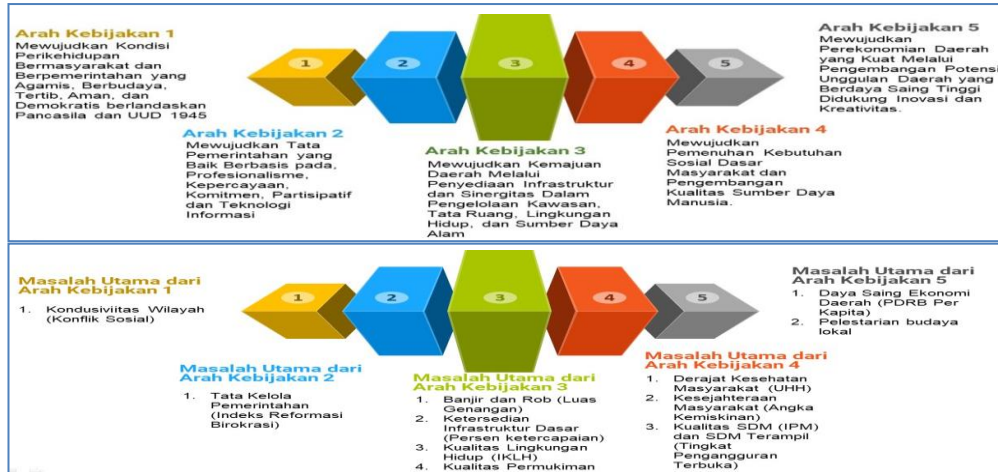 Arah Kebijakan 1
Mewujudkan Kondisi
Perikehidupan
Bermasyarakat dan
Berpemerintahan yang
Agamis, Berbudaya,
Tertib, Aman, dan
Demokratis berlandaskan
Pancasila dan UUD 1945
1
2
3
4
5
Arah Kebijakan 2
Mewujudkan Tata
Pemerintahan yang
Baik Berbasis pada,
Profesionalisme,
Kepercayaan,
Komitmen, Partisipatif
dan Teknologi
Informasi
Arah Kebijakan 3
Mewujudkan Kemajuan
Daerah Melalui
Penyediaan Infrastruktur
dan Sinergitas Dalam
Pengelolaan Kawasan,
Tata Ruang, Lingkungan
Hidup, dan Sumber Daya
Alam
Arah Kebijakan 4
Mewujudkan
Pemenuhan Kebutuhan
Sosial Dasar
Masyarakat dan
Pengembangan
Kualitas Sumber Daya
Manusia.
Arah Kebijakan 5
Mewujudkan
Perekonomian Daerah
yang Kuat Melalui
Pengembangan Potensi
Unggulan Daerah yang
Berdaya Saing Tinggi
Didukung Inovasi dan
Kreativitas.
Masalah Utama dari
Arah Kebijakan 1
1. Kondusiviitas Wilayah
(Konflik Sosial)
1
2
3
4
5
Masalah Utama dari
Arah Kebijakan 2
1. Tata Kelola
Pemerintahan
(Indeks Reformasi
Birokrasi)
Masalah Utama dari
Arah Kebijakan 3
1. Banjir dan Rob (Luas
Genangan)
2. Ketersedian
Infrastruktur Dasar
(Persen ketercapaian)
3. Kualitas Lingkungan
Hidup (IKLH)
4. Kualitas Permukiman
Masalah Utama dari
Arah Kebijakan 4
1. Derajat Kesehatan
Masyarakat (UHH)
2. Kesejahteraan
Masyarakat (Angka
Kemiskinan)
3. Kualitas SDM (IPM)
dan SDM Terampil
(Tingkat
Pengangguran
Terbuka)
Masalah Utama dari
Arah Kebijakan 5
1. Daya Saing Ekonomi
Daerah (PDRB Per
Kapita)
2. Pelestarian budaya
lokal